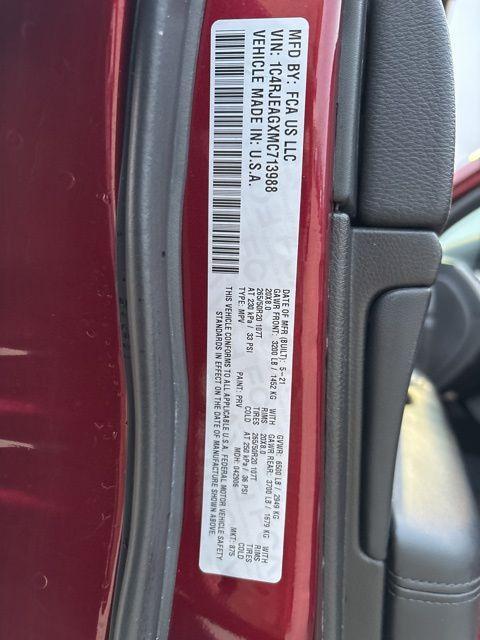 MFD BY: FCA US LLC
VIN: 1C4RJEAGXMC713988
VEHICLE MADE IN: U.S.A.
DATE OF MFR (BUILT): 5-21 GVWR: 6500 LB / 2949 KG
GAWR FRONT: 3200 LB / 1452 KG WITH GAWR REAR: 3700 LB / 1679 KG WITH
20X8.0 RIMS 20X8.0 RIMS
265/50R20 107T TIRES 265/50R20 107T TIRES
AT 230 kPa / 33 PSI COLD AT 250 kPa / 36 PSI COLD
TYPE: MPV PAINT: PRV MDH: 042906 MKT: 875
THIS VEHICLE CONFORMS TO ALL APPLICABLE U.S.A. FEDERAL MOTOR VEHICLE SAFETY
STANDARDS IN EFFECT ON THE DATE OF MANUFACTURE SHOWN ABOVE.